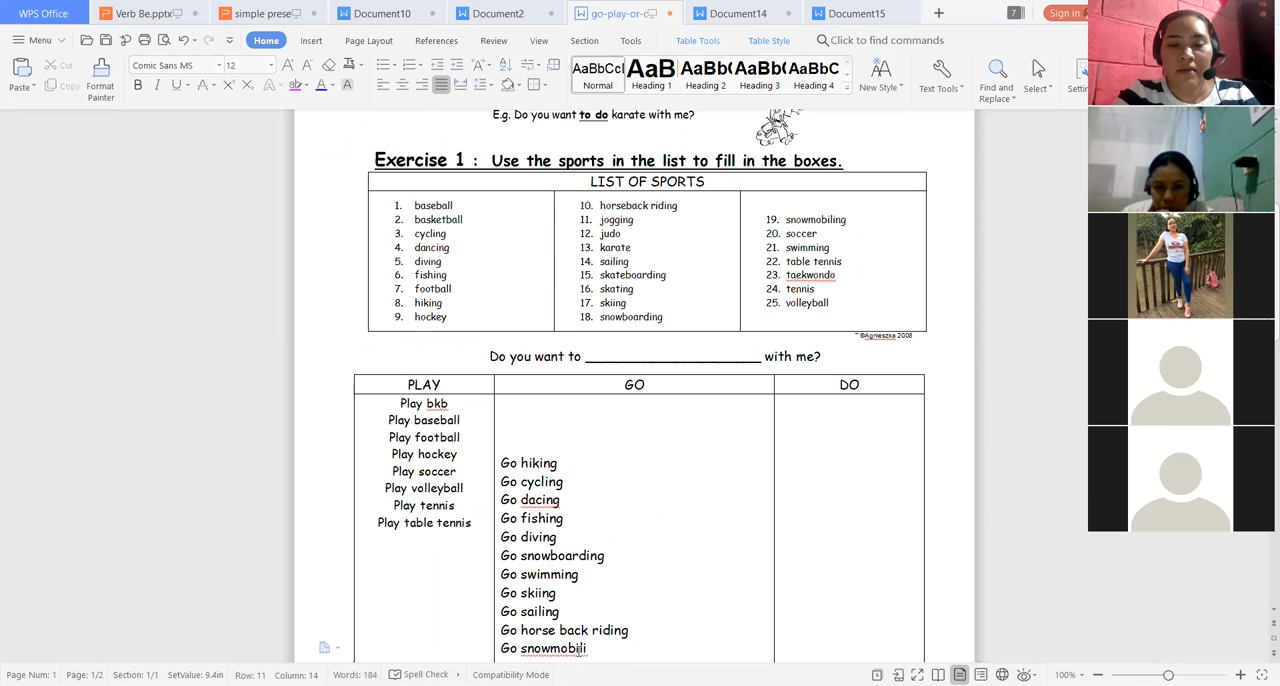 WPS Office
Verb Be.pptx
simple prese
Document10
Document2
go-play-or-c
Document14
Document15
7
Sign in
Menu
Home
Insert
Page Layout
References
Review
View
Section
Tools
Table Tools
Table Style
Click to find commands
Paste
Cut
Copy
Format Painter
Comic Sans MS
12
AaBbCcI
Normal
AaB
Heading 1
AaBb(
Heading 2
AaBb(
Heading 3
AaBbC
Heading 4
New Style
Text Tools
Find and Replace
Select
E.g. Do you want to do karate with me?
Exercise 1 : Use the sports in the list to fill in the boxes.
LIST OF SPORTS
1. baseball
2. basketball
3. cycling
4. dancing
5. diving
6. fishing
7. football
8. hiking
9. hockey
10. horseback riding
11. jogging
12. judo
13. karate
14. sailing
15. skateboarding
16. skating
17. skiing
18. snowboarding
19. snowmobiling
20. soccer
21. swimming
22. table tennis
23. taekwondo
24. tennis
25. volleyball
©Agnieszka 2008
Do you want to ________________________ with me?
PLAY
Play bkb
Play baseball
Play football
Play hockey
Play soccer
Play volleyball
Play tennis
Play table tennis
GO
Go hiking
Go cycling
Go dacing
Go fishing
Go diving
Go snowboarding
Go swimming
Go skiing
Go sailing
Go horse back riding
Go snowmobili
DO
Page Num: 1
Page: 1/2
Section: 1/1
SetValue: 9.4in
Row: 11
Column: 14
Words: 184
Spell Check
Compatibility Mode
100%